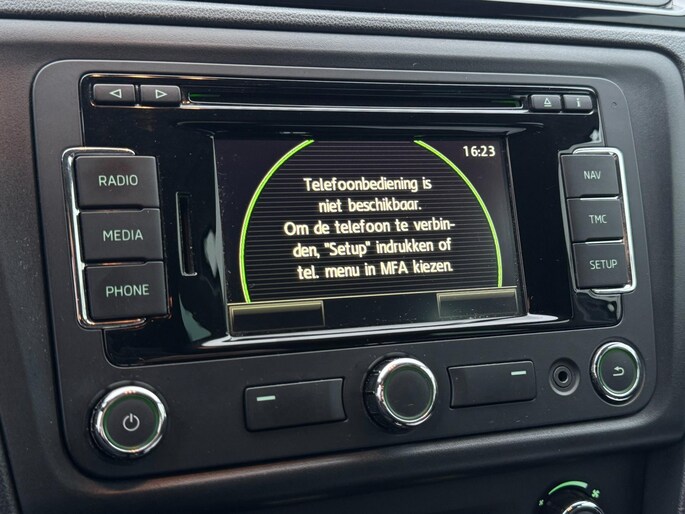 16:23
Telefoonbediening is
niet beschikbaar.
Om de telefoon te verbin-
den, "Setup" indrukken of
tel. menu in MFA kiezen.
RADIO
MEDIA
PHONE
NAV
TMC
SETUP
i